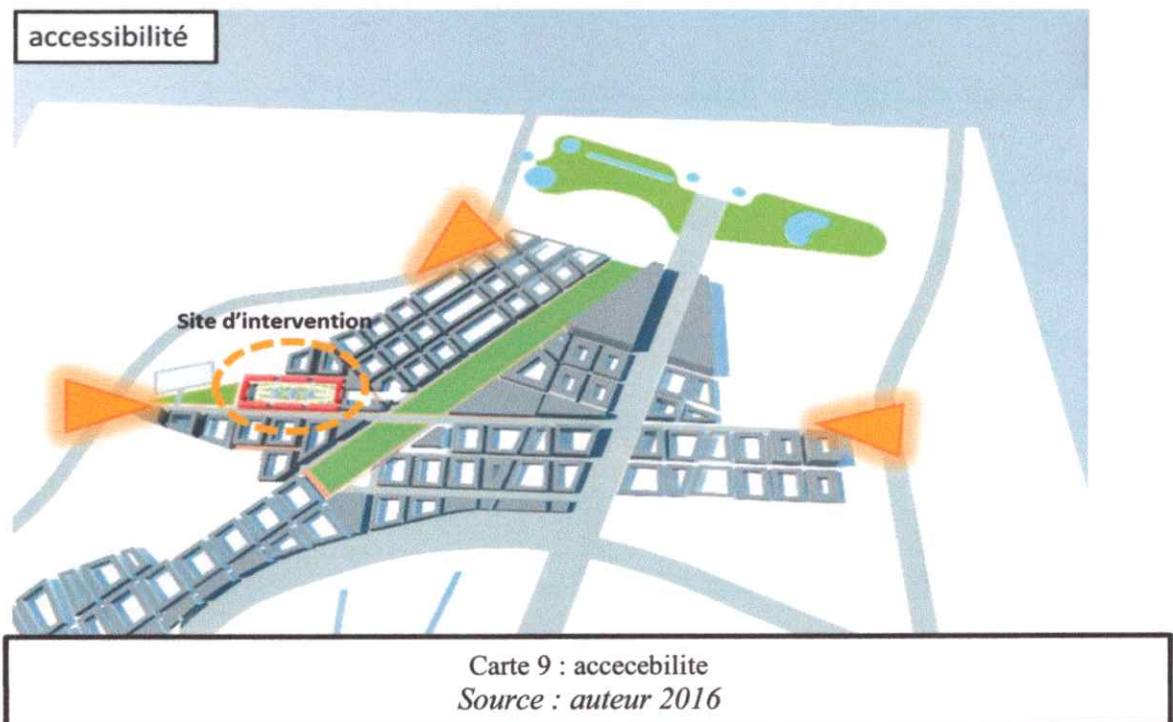 accessibilité
Site d'intervention
Carte 9 : accecebilite
Source : auteur 2016